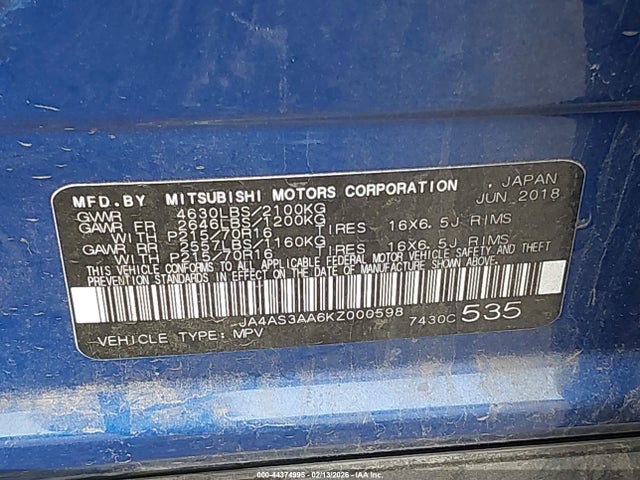 MFD.BY MITSUBISHI MOTORS CORPORATION , JAPAN
GVWR 4630LBS/2100KG JUN 2018
GAWR FR 2646LBS/1200KG
WITH P215/70R16 TIRES 16X6.5J RIMS
GAWR RR 2557LBS/1160KG
WITH P215/70R16 TIRES 16X6.5J RIMS
THIS VEHICLE CONFORMS TO ALL APPLICABLE FEDERAL MOTOR VEHICLE SAFETY, AND THEFT
PREVENTION STANDARDS IN EFFECT ON THE DATE OF MANUFACTURE SHOWN ABOVE.
JA4AS3AA6KZ000598 7430C 535
VEHICLE TYPE: MPV
© IAA 44374995 - 02/13/2026 - IAA Holdings, LLC